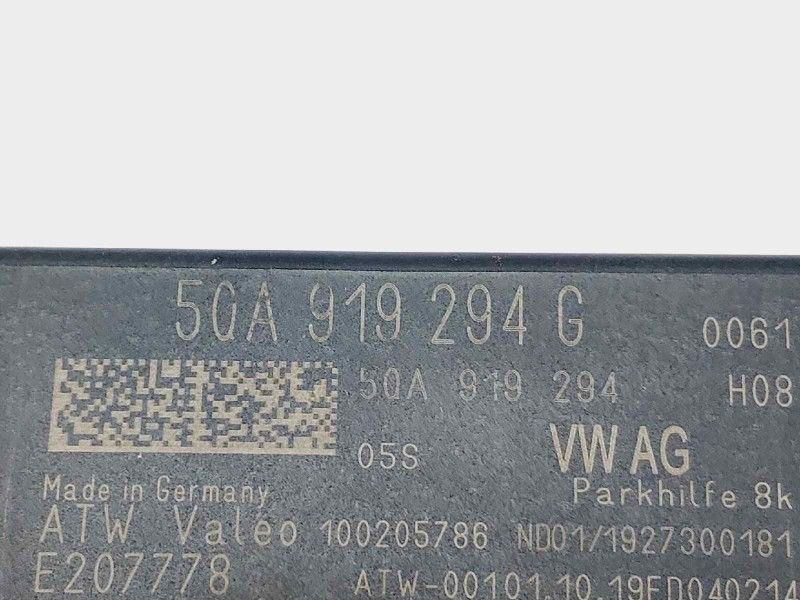 5QA 919 294 G 0061
5QA 919 294 H08
05S VW AG
Made in Germany Parkhilfe 8k
ATW Valeo 100205786 ND01/1927300181
E207778 ATW-00101.10.19FD040214